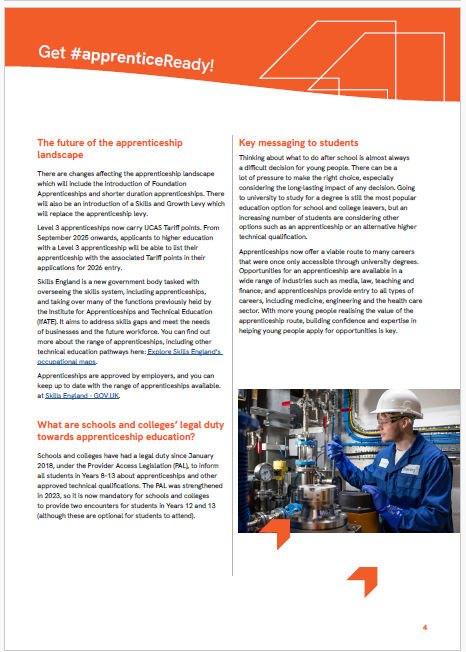 Get #apprenticeReady!
The future of the apprenticeship
landscape
There are changes affecting the apprenticeship landscape
which will include the introduction of Foundation
Apprenticeships and shorter duration apprenticeships. There
will also be an introduction of a Skills and Growth Levy which
will replace the apprenticeship levy.
Level 3 apprenticeships now carry UCAS Tariff points. From
September 2025 onwards, applicants to higher education
with a Level 3 apprenticeship will be able to list their
apprenticeship with the associated Tariff points in their
applications for 2026 entry.
Skills England is a new government body tasked with
overseeing the skills system, including apprenticeships,
and taking over many of the functions previously held by
the Institute for Apprenticeships and Technical Education
(IfATE). It aims to address skills gaps and meet the needs
of businesses and the future workforce. You can find out
more about the range of apprenticeships, including other
technical education pathways here: Explore Skills England's
occupational maps.
Apprenticeships are approved by employers, and you can
keep up to date with the range of apprenticeships available.
at Skills England - GOV.UK.
What are schools and colleges' legal duty
towards apprenticeship education?
Schools and colleges have had a legal duty since January
2018, under the Provider Access Legislation (PAL), to inform
all students in Years 8–13 about apprenticeships and other
approved technical qualifications. The PAL was strengthened
in 2023, so it is now mandatory for schools and colleges
to provide two encounters for students in Years 12 and 13
(although these are optional for students to attend).
Key messaging to students
Thinking about what to do after school is almost always
a difficult decision for young people. There can be a
lot of pressure to make the right choice, especially
considering the long-lasting impact of any decision. Going
to university to study for a degree is still the most popular
education option for school and college leavers, but an
increasing number of students are considering other
options such as an apprenticeship or an alternative higher
technical qualification.
Apprenticeships now offer a viable route to many careers
that were once only accessible through university degrees.
Opportunities for an apprenticeship are available in a
wide range of industries such as media, law, teaching and
finance; and apprenticeships provide entry to all types of
careers, including medicine, engineering and the health care
sector. With more young people realising the value of the
apprenticeship route, building confidence and expertise in
helping young people apply for opportunities is key.
4